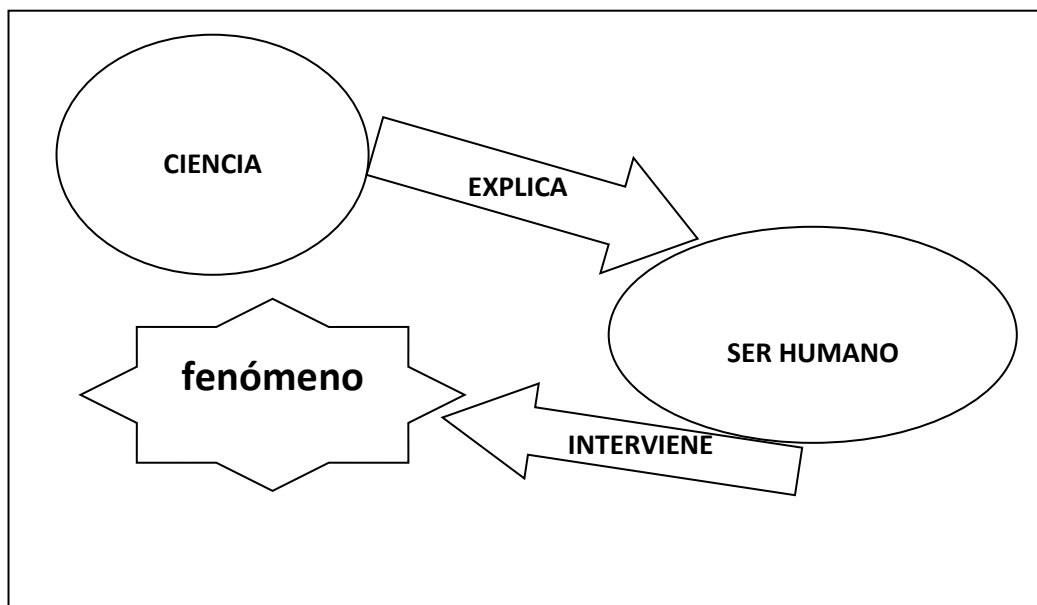 CIENCIA
EXPLICA
SER HUMANO
INTERVIENE
fenómeno